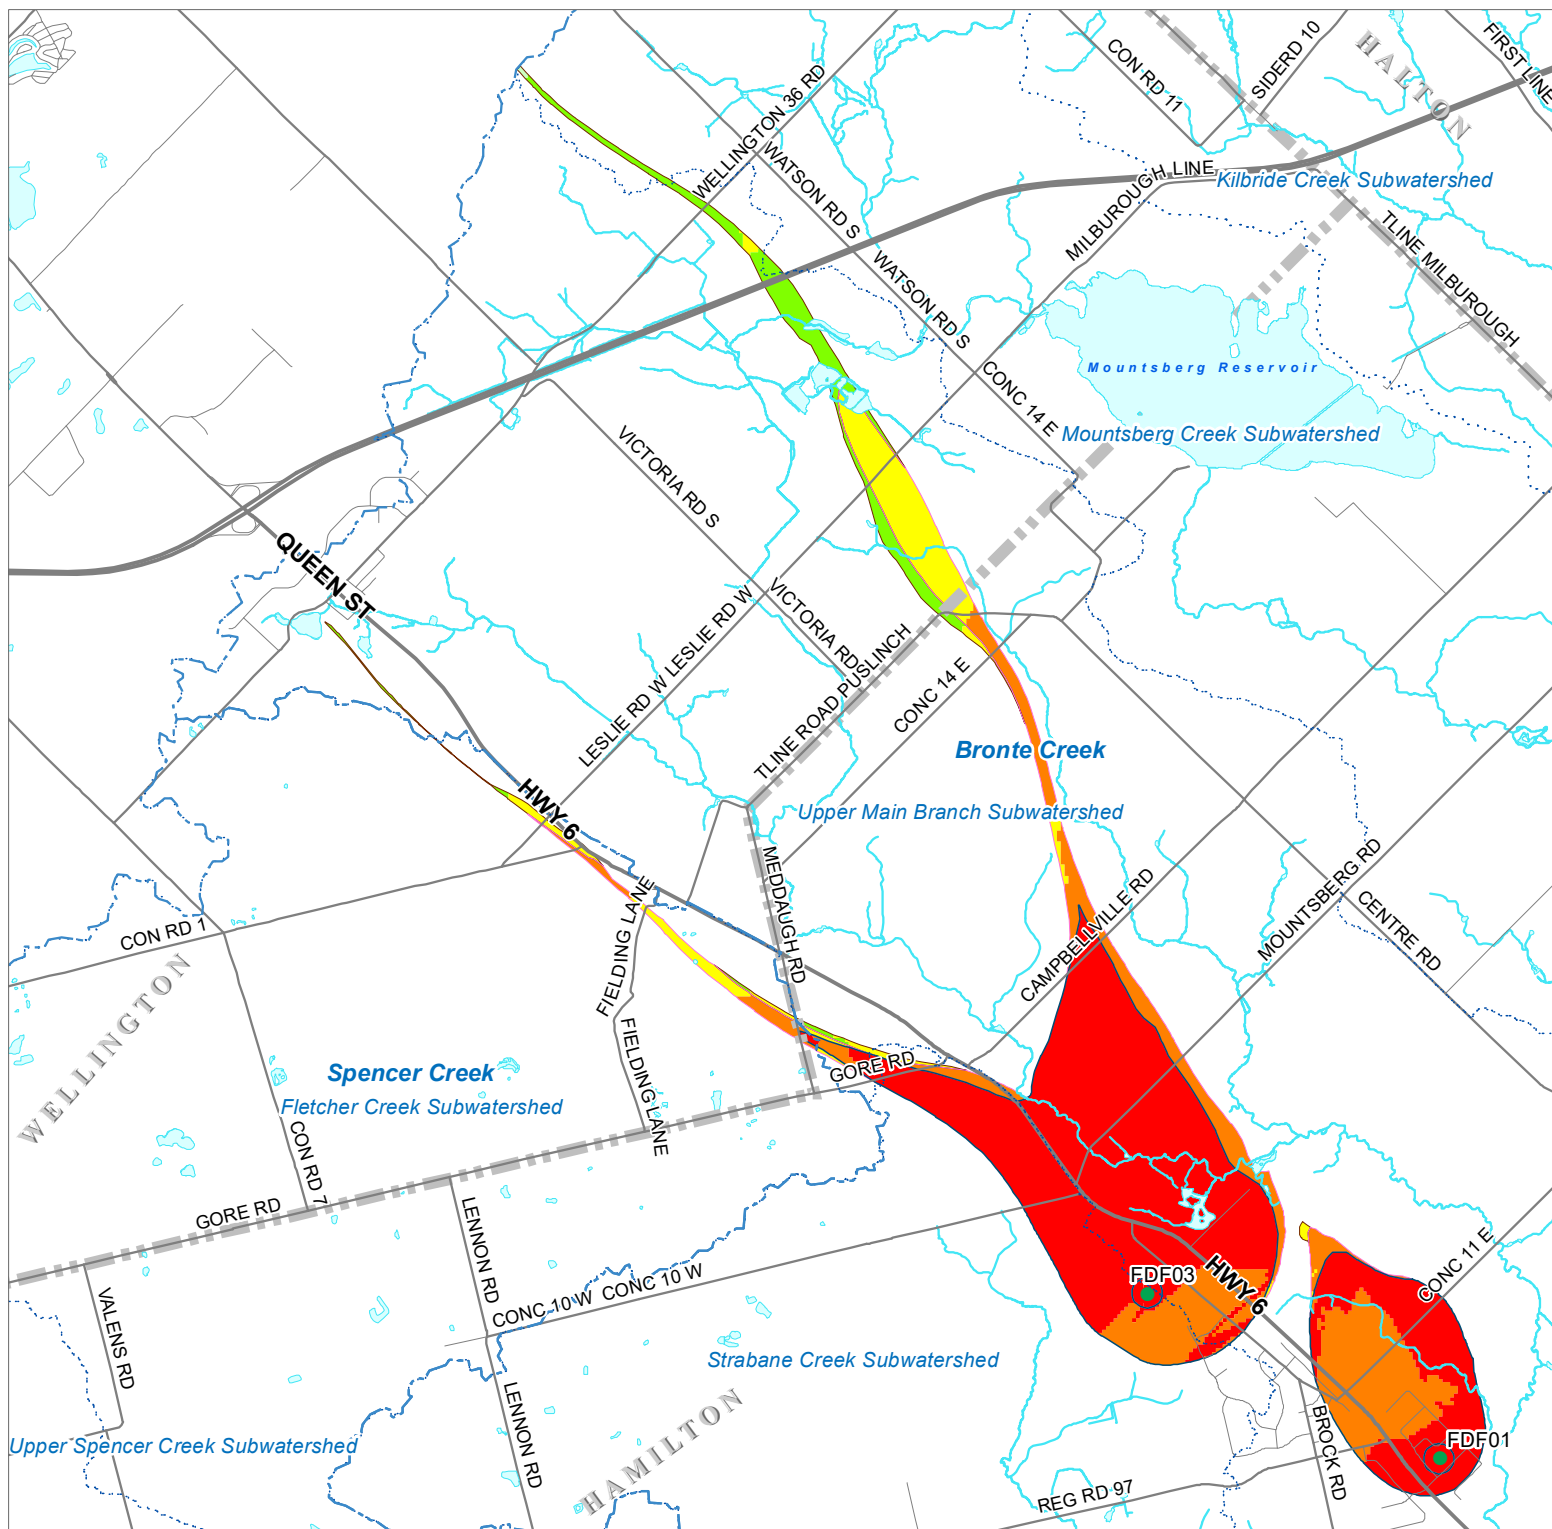 FIRST LINE
SIDERD 10
CON RD 11
HALTON
WELLINGTON 36 RD
WATSON RD S
MILBUROUGH LINE
Kilbride Creek Subwatershed
TLINE MILBUROUGH
WATSON RD S
Mountsberg Reservoir
CONC 14 E
Mountsberg Creek Subwatershed
VICTORIA RD S
QUEEN ST
VICTORIA RD S
LESLIE RD W LESLIE RD W
TLINE ROAD PUSLINCH
CONC 14 E
Bronte Creek
Upper Main Branch Subwatershed
HWY 6
MEDDAUGH RD
MOUNTSBERG RD
CAMPBELLVILLE RD
CENTRE RD
CON RD 1
FIELDING LANE
WELLINGTON
FIELDING LANE
Spencer Creek
Fletcher Creek Subwatershed
GORE RD
CON RD 7
GORE RD
LENNON RD
CONC 10 W CONC 10 W
FDF03
HWY 6
CONC 11 E
VALENS RD
Strabane Creek Subwatershed
LENNON RD
HAMILTON
BROCK RD
Upper Spencer Creek Subwatershed
FDF01
REG RD 97